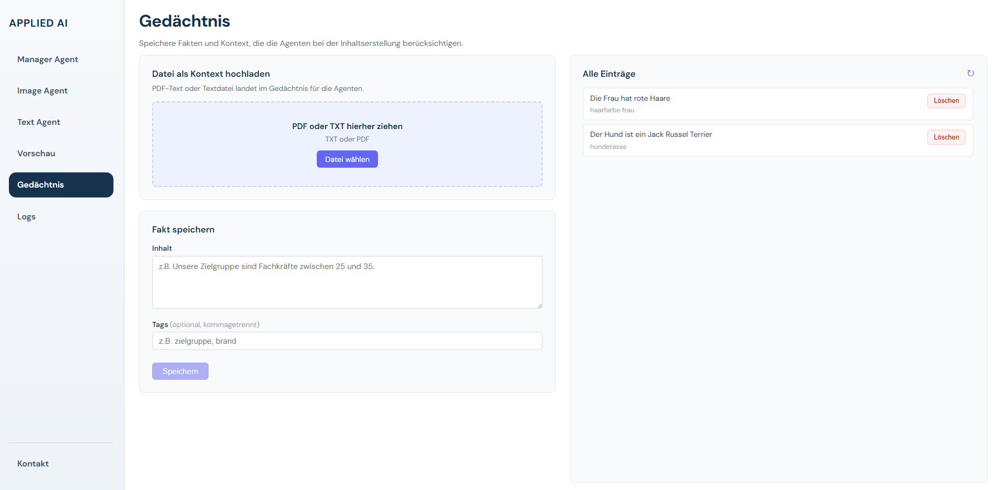 APPLIED AI
Manager Agent
Image Agent
Text Agent
Vorschau
Gedächtnis
Logs
Kontakt
Gedächtnis
Speichere Fakten und Kontext, die die Agenten bei der Inhaltserstellung berücksichtigen.
Datei als Kontext hochladen
PDF-Text oder Textdatei landet im Gedächtnis für die Agenten.
PDF oder TXT hierher ziehen
TXT oder PDF
Datei wählen
Fakt speichern
Inhalt
z.B. Unsere Zielgruppe sind Fachkräfte zwischen 25 und 35.
Tags (optional, kommagetrennt)
z.B. zielgruppe, brand
Speichern
Alle Einträge
Die Frau hat rote Haare
haarfarbe frau
Löschen
Der Hund ist ein Jack Russel Terrier
hunderasse
Löschen